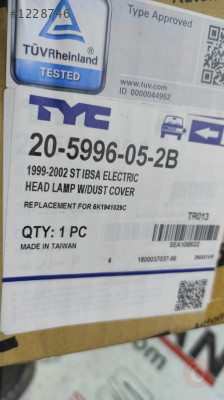 #1228746
Type Approved
TÜVRheinland
TESTED
www.tuv.com
ID 0000044952
TYC
20-5996-05-2B
1999-2002 ST IBSA ELECTRIC
HEAD LAMP W/DUST COVER
REPLACEMENT FOR 6K1941029C
TR013
QTY: 1 PC
MADE IN TAIWAN